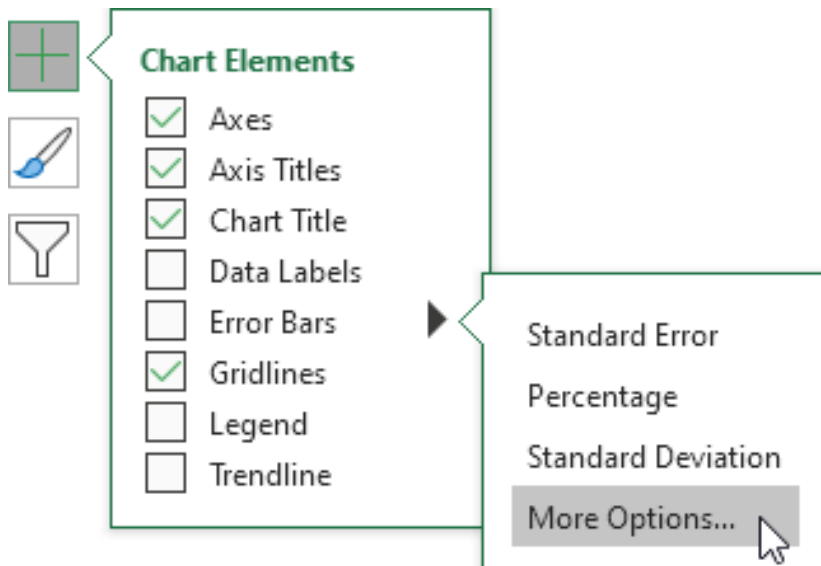 Chart Elements
Axes
Axis Titles
Chart Title
Data Labels
Error Bars
Gridlines
Legend
Trendline
Standard Error
Percentage
Standard Deviation
More Options...